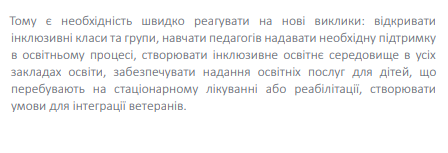 Тому є необхідність швидко реагувати на нові виклики: відкривати
інклюзивні класи та групи, навчати педагогів надавати необхідну підтримку
в освітньому процесі, створювати інклюзивне освітнє середовище в усіх
закладах освіти, забезпечувати надання освітніх послуг для дітей, що
перебувають на стаціонарному лікуванні або реабілітації, створювати
умови для інтеграції ветеранів.